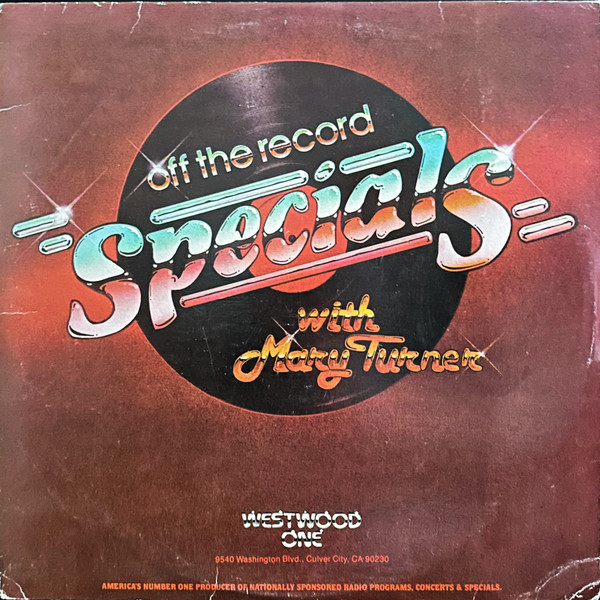 off the record
Specials
with
Mary Turner
WESTWOOD
ONE
9540 Washington Blvd., Culver City, CA 90230
AMERICA'S NUMBER ONE PRODUCER OF NATIONALLY SPONSORED RADIO PROGRAMS, CONCERTS & SPECIALS.